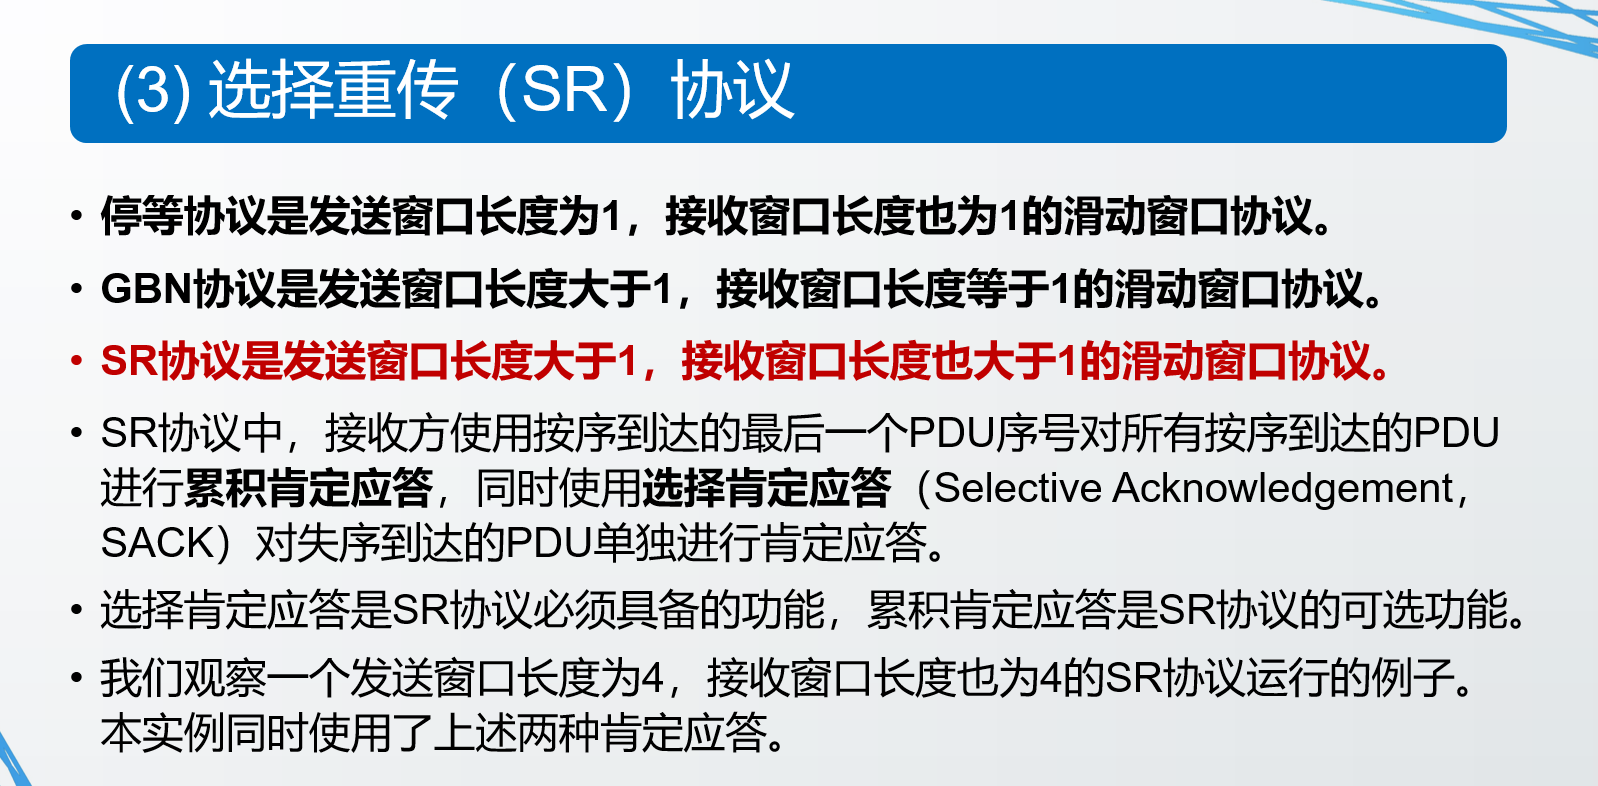 (3) 选择重传（SR）协议
• 停等协议是发送窗口长度为1，接收窗口长度也为1的滑动窗口协议。
• GBN协议是发送窗口长度大于1，接收窗口长度等于1的滑动窗口协议。
• SR协议是发送窗口长度大于1，接收窗口长度也大于1的滑动窗口协议。
• SR协议中，接收方使用按序到达的最后一个PDU序号对所有按序到达的PDU
进行累积肯定应答，同时使用选择肯定应答（Selective Acknowledgement，
SACK）对失序到达的PDU单独进行肯定应答。
• 选择肯定应答是SR协议必须具备的功能，累积肯定应答是SR协议的可选功能。
• 我们观察一个发送窗口长度为4，接收窗口长度也为4的SR协议运行的例子。
本实例同时使用了上述两种肯定应答。